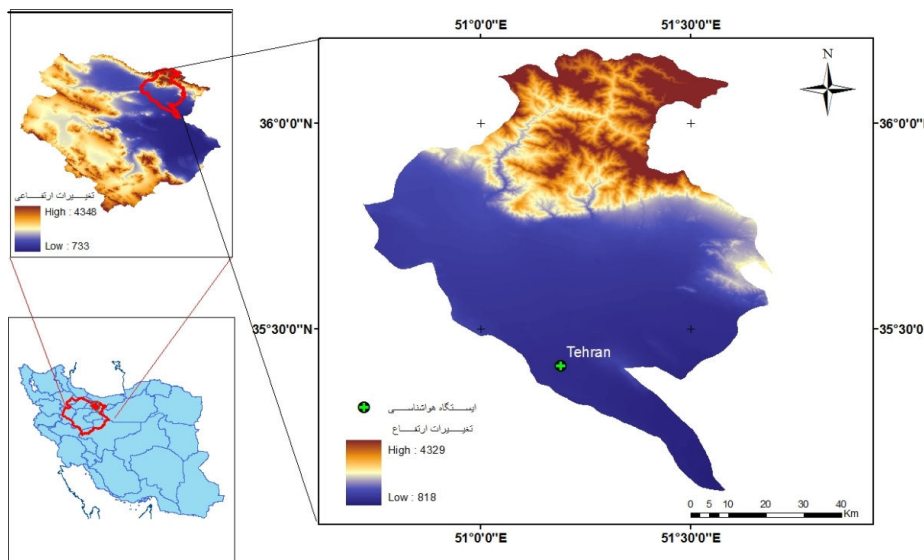 تغییرات ارتفاعی
High : 4348
Low : 733
51°0'0"E
51°30'0"E
N
36°0'0"N
36°0'0"N
35°30'0"N
35°30'0"N
Tehran
ایستگاه هواشناسی
تغییرات ارتفاع
High : 4329
Low : 818
0 5 10 20 30 40
Km
51°0'0"E
51°30'0"E